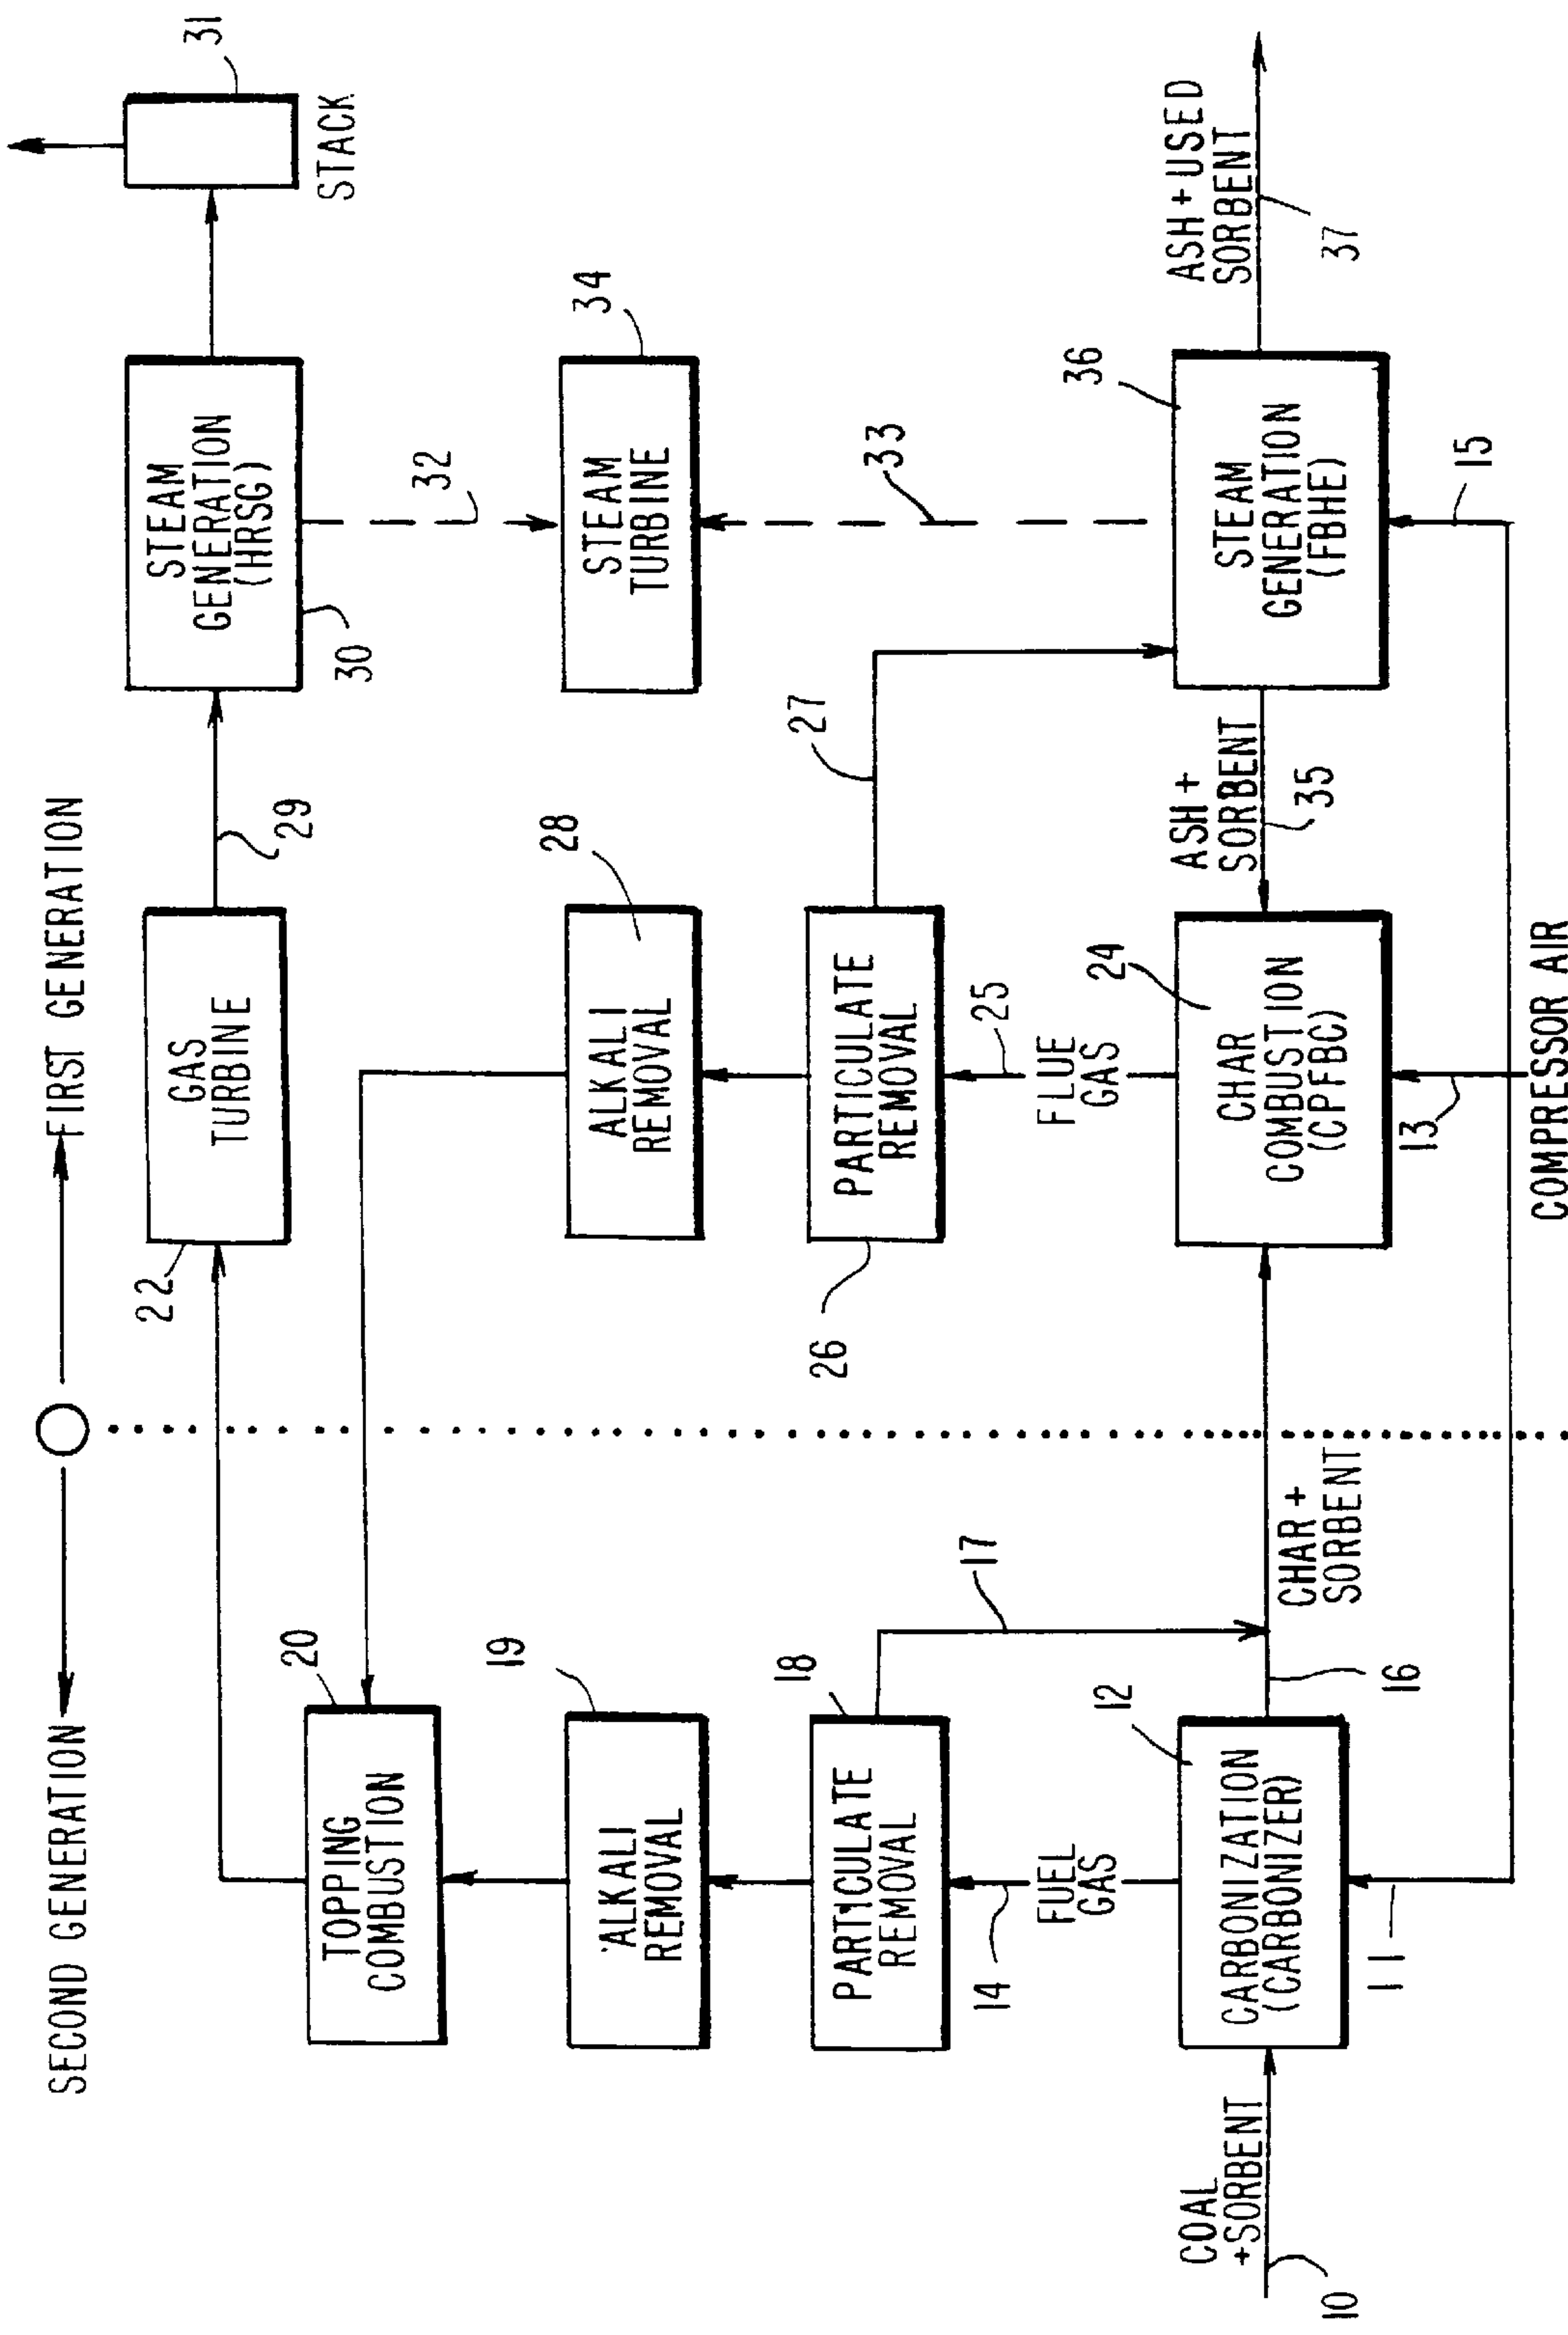 SECOND GENERATION
FIRST GENERATION
20
TOPPING
COMBUSTION
22
GAS
TURBINE
29
STEAM
GENERATION
(HRSG)
30
31
STACK
19
ALKALI
REMOVAL
28
ALKALI
REMOVAL
32
34
STEAM
TURBINE
18
PARTICULATE
REMOVAL
17
26
PARTICULATE
REMOVAL
27
33
14
FUEL
GAS
25
FLUE
GAS
COAL
+SORBENT
10
12
CARBONIZATION
(CARBONIZER)
16
CHAR +
SORBENT
24
CHAR
COMBUSTION
(CPFBC)
ASH +
SORBENT
35
36
STEAM
GENERATION
(FBHE)
ASH + USED
SORBENT
37
11
13
15
COMPRESSOR AIR